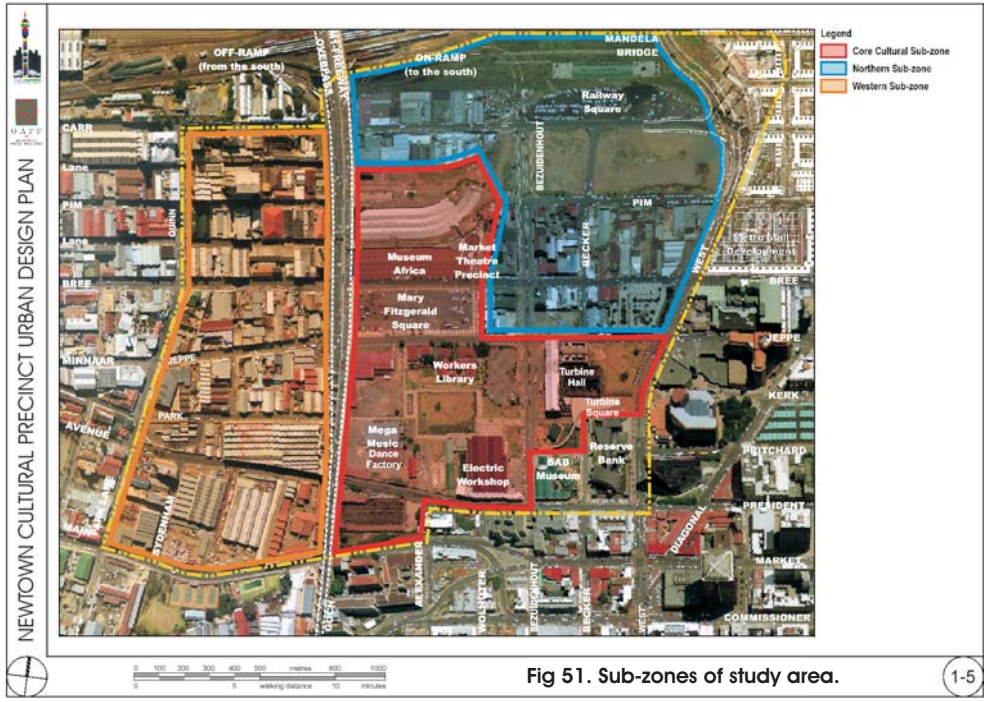 NEWTOWN CULTURAL PRECINCT URBAN DESIGN PLAN
GAPP
OFF-RAMP
(from the south)
OVERPASS
M1 FREEWAY
ON-RAMP
(to the south)
MANDELA
BRIDGE
Railway
Square
CARR
Lane
PIM
Lane
BREE
QUINN
MINHAAR
JEPPE
PARK
AVENUE
PARK LANE
MAIN
SYDENHAM
BEZUIDENHOUT
BECKER
PIM
WEST
Metro Mall
Development
BREE
JEPPE
KERK
PRITCHARD
PRESIDENT
DIAGONAL
MARKET
COMMISSIONER
Museum
Africa
Market
Theatre
Precinct
Mary
Fitzgerald
Square
Workers
Library
Turbine
Hall
Turbine
Square
Mega
Music
Dance
Factory
Electric
Workshop
SAB
Museum
Reserve
Bank
GOCH
ALEXANDER
WOLHUTER
BEZUIDENHOUT
BECKER
WEST
Legend
Core Cultural Sub-zone
Northern Sub-zone
Western Sub-zone
0 100 200 300 400 500 metres 800 1000
0 5 walking distance 10 minutes
Fig 51. Sub-zones of study area.
1-5